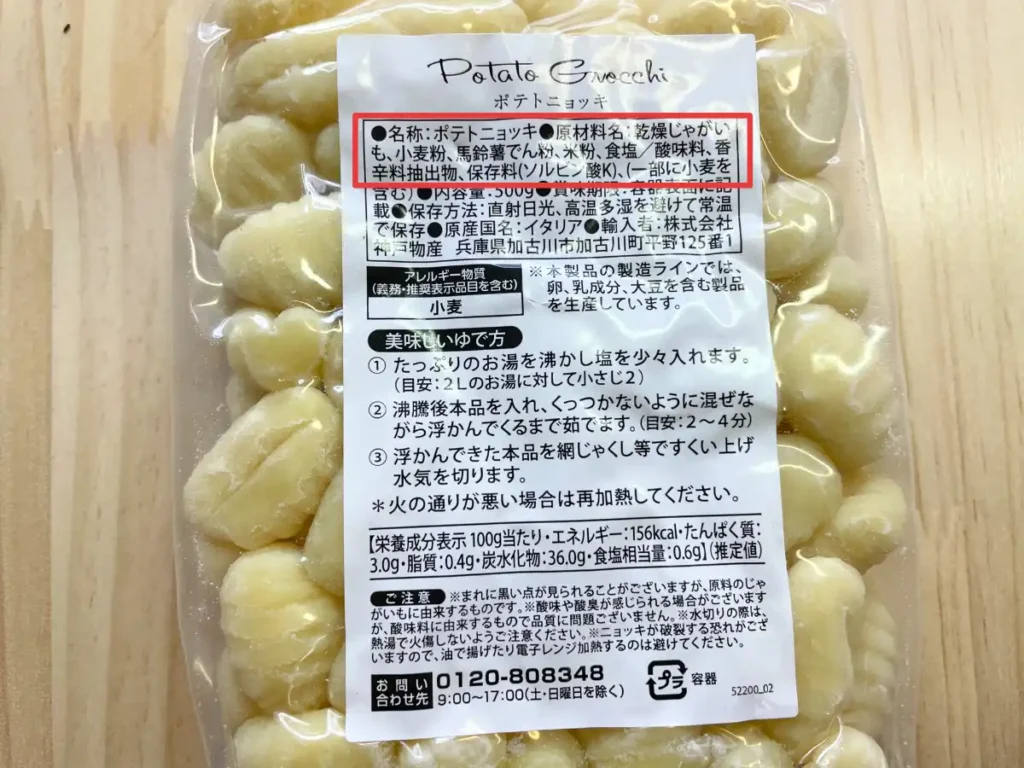 Potato Gnocchi
ポテトニョッキ
●名称:ポテトニョッキ●原材料名:乾燥じゃがい
も、小麦粉、馬鈴薯でん粉、米粉、食塩／酸味料、香
辛料抽出物、保存料(ソルビン酸K)、(一部に小麦を
含む)●内容量:500g●賞味期限:容器表面に記
載●保存方法:直射日光、高温多湿を避けて常温
で保存●原産国名:イタリア●輸入者:株式会社
神戸物産 兵庫県加古川市加古川町平野125番1
アレルギー物質
(義務・推奨表示品目を含む)
小麦
※本製品の製造ラインでは、
卵、乳成分、大豆を含む製品
を生産しています。
美味しいゆで方
① たっぷりのお湯を沸かし塩を少々入れます。
(目安:2Lのお湯に対して小さじ2)
② 沸騰後本品を入れ、くっつかないように混ぜな
がら浮かんでくるまで茹でます。(目安:2～4分)
③ 浮かんできた本品を網じゃくし等ですくい上げ
水気を切ります。
＊火の通りが悪い場合は再加熱してください。
【栄養成分表示 100g当たり・エネルギー:156kcal・たんぱく質:
3.0g・脂質:0.4g・炭水化物:36.0g・食塩相当量:0.6g】(推定値)
ご注意 ※まれに黒い点が見られることがございますが、原料のじゃ
がいもに由来するものです。※酸味や酸臭が感じられる場合がございます
が、酸味料に由来するもので品質に問題ございません。※水切りの際は、
熱湯で火傷しないようご注意ください。※ニョッキが破裂する恐れがござ
いますので、油で揚げたり電子レンジ加熱するのは避けてください。
お問い
合わせ先
0120-808348
9:00～17:00(土・日曜日を除く)
プラ
容器
52200_02